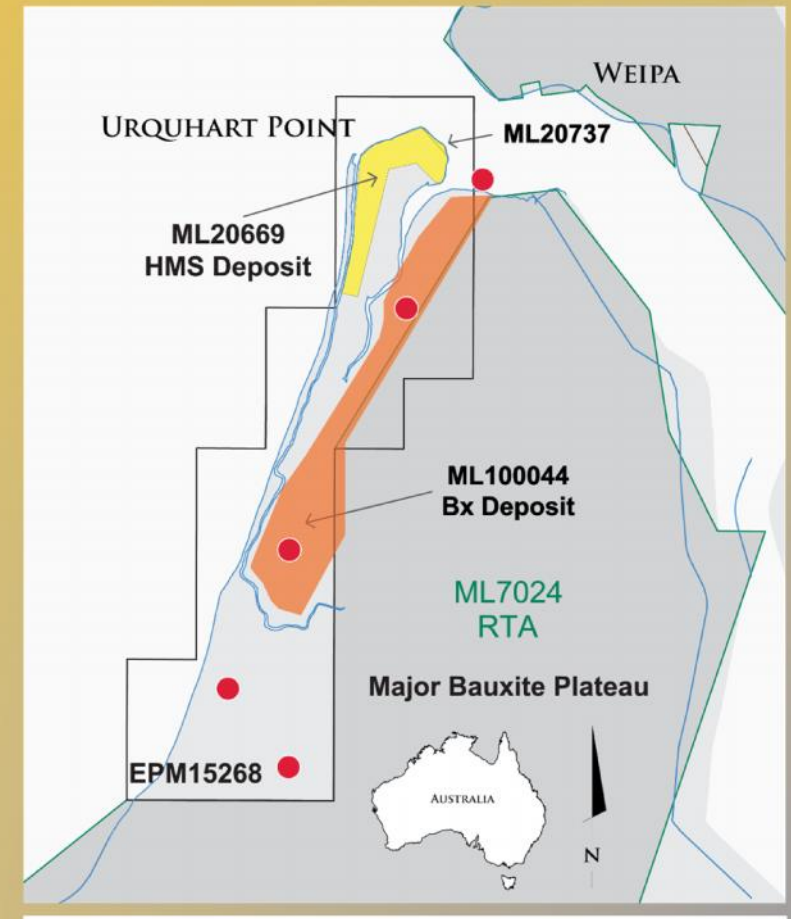 WEIPA
URQUHART POINT
ML20737
ML20669
HMS Deposit
ML100044
Bx Deposit
ML7024
RTA
Major Bauxite Plateau
EPM15268
AUSTRALIA
N